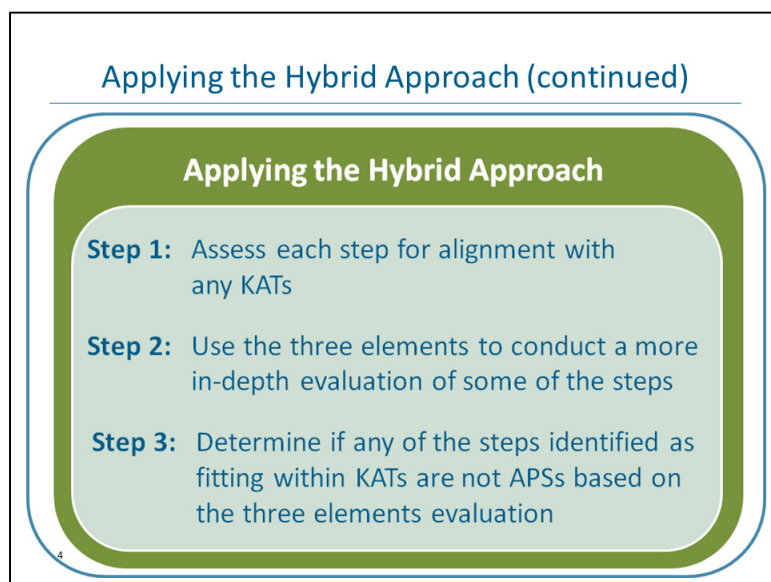 Applying the Hybrid Approach (continued)
Applying the Hybrid Approach
Step 1: Assess each step for alignment with
any KATs
Step 2: Use the three elements to conduct a more
in-depth evaluation of some of the steps
Step 3: Determine if any of the steps identified as
fitting within KATs are not APSs based on
the three elements evaluation
4